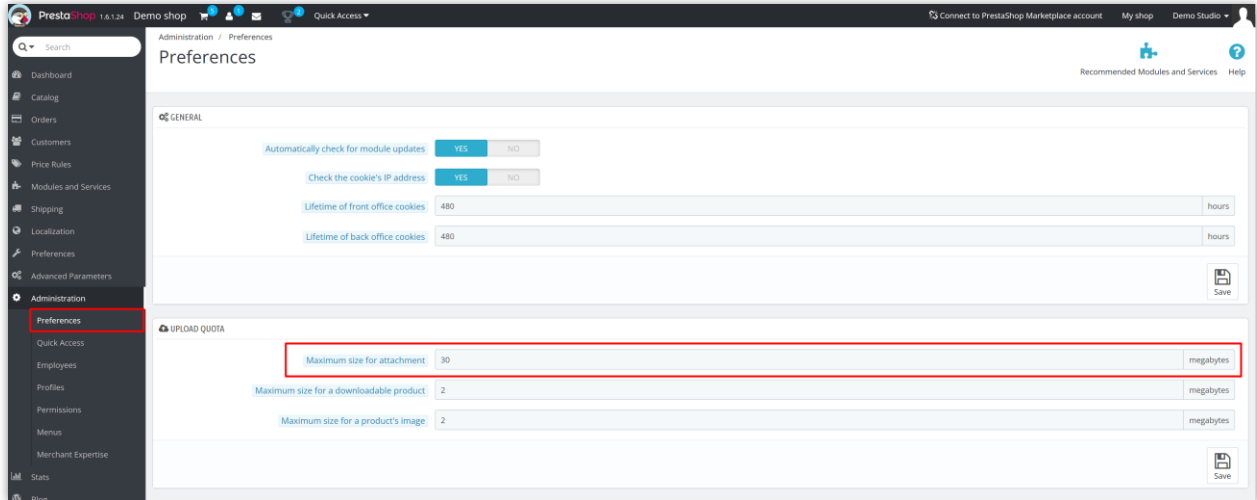 PrestaShop 1.6.1.24 Demo shop 5 1 2 Quick Access Connect to PrestaShop Marketplace account My shop Demo Studio
Search
Dashboard
Catalog
Orders
Customers
Price Rules
Modules and Services
Shipping
Localization
Preferences
Advanced Parameters
Administration
Preferences
Quick Access
Employees
Profiles
Permissions
Menus
Merchant Expertise
Stats
Blog
Administration / Preferences
Preferences
Recommended Modules and Services Help
GENERAL
Automatically check for module updates YES NO
Check the cookie's IP address YES NO
Lifetime of front office cookies 480 hours
Lifetime of back office cookies 480 hours
Save
UPLOAD QUOTA
Maximum size for attachment 30 megabytes
Maximum size for a downloadable product 2 megabytes
Maximum size for a product's image 2 megabytes
Save